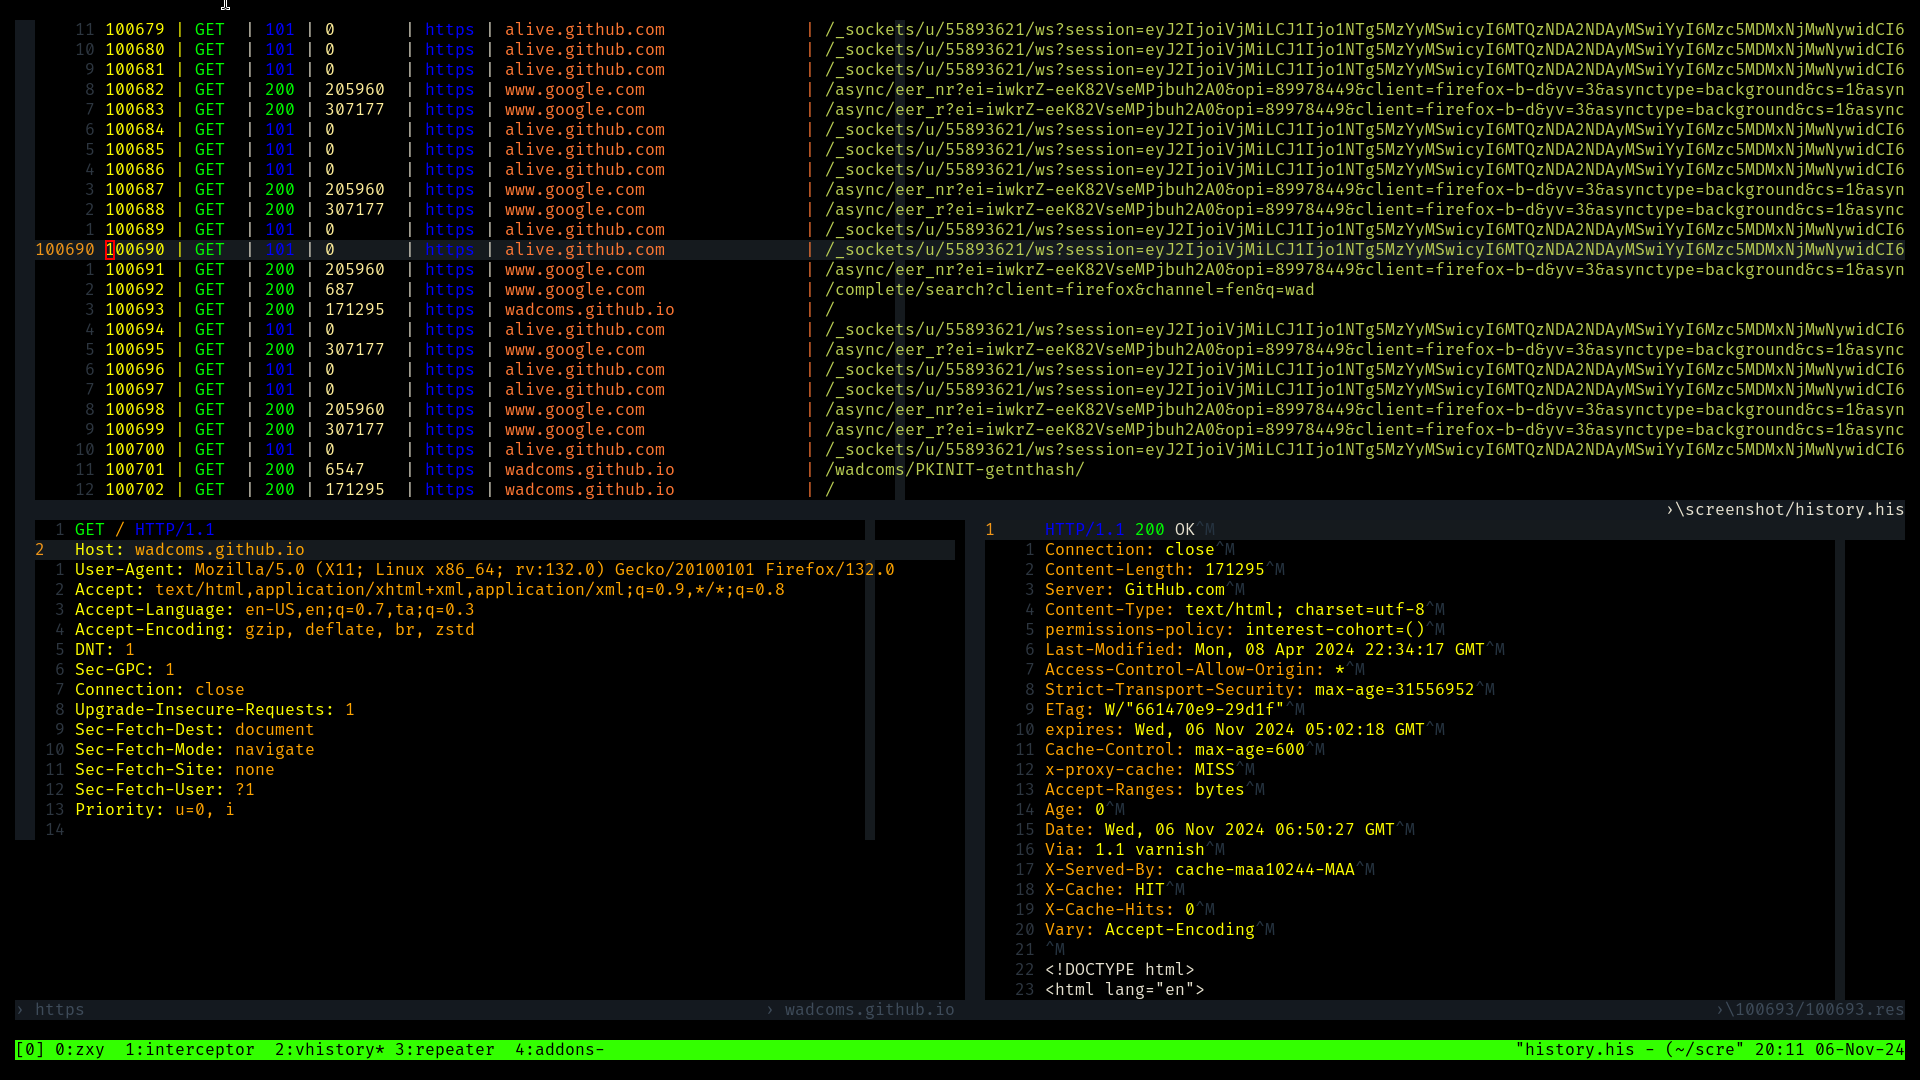 11 100679 | GET | 101 | 0 | https | alive.github.com | /_sockets/u/55893621/ws?session=eyJ2IjoiVjMiLCJ1Ijo1NTg5MzYyMSwicyI6MTQzNDA2NDAyMSwiYyI6Mzc5MDMxNjMwNywidCI6
10 100680 | GET | 101 | 0 | https | alive.github.com | /_sockets/u/55893621/ws?session=eyJ2IjoiVjMiLCJ1Ijo1NTg5MzYyMSwicyI6MTQzNDA2NDAyMSwiYyI6Mzc5MDMxNjMwNywidCI6
9 100681 | GET | 101 | 0 | https | alive.github.com | /_sockets/u/55893621/ws?session=eyJ2IjoiVjMiLCJ1Ijo1NTg5MzYyMSwicyI6MTQzNDA2NDAyMSwiYyI6Mzc5MDMxNjMwNywidCI6
8 100682 | GET | 200 | 205960 | https | www.google.com | /async/eer_nr?ei=iwkrZ-eeK82VseMPjbuh2A0&opi=89978449&client=firefox-b-d&yv=3&asynctype=background&cs=1&asyn
7 100683 | GET | 200 | 307177 | https | www.google.com | /async/eer_r?ei=iwkrZ-eeK82VseMPjbuh2A0&opi=89978449&client=firefox-b-d&yv=3&asynctype=background&cs=1&async
6 100684 | GET | 101 | 0 | https | alive.github.com | /_sockets/u/55893621/ws?session=eyJ2IjoiVjMiLCJ1Ijo1NTg5MzYyMSwicyI6MTQzNDA2NDAyMSwiYyI6Mzc5MDMxNjMwNywidCI6
5 100685 | GET | 101 | 0 | https | alive.github.com | /_sockets/u/55893621/ws?session=eyJ2IjoiVjMiLCJ1Ijo1NTg5MzYyMSwicyI6MTQzNDA2NDAyMSwiYyI6Mzc5MDMxNjMwNywidCI6
4 100686 | GET | 101 | 0 | https | alive.github.com | /_sockets/u/55893621/ws?session=eyJ2IjoiVjMiLCJ1Ijo1NTg5MzYyMSwicyI6MTQzNDA2NDAyMSwiYyI6Mzc5MDMxNjMwNywidCI6
3 100687 | GET | 200 | 205960 | https | www.google.com | /async/eer_nr?ei=iwkrZ-eeK82VseMPjbuh2A0&opi=89978449&client=firefox-b-d&yv=3&asynctype=background&cs=1&asyn
2 100688 | GET | 200 | 307177 | https | www.google.com | /async/eer_r?ei=iwkrZ-eeK82VseMPjbuh2A0&opi=89978449&client=firefox-b-d&yv=3&asynctype=background&cs=1&async
1 100689 | GET | 101 | 0 | https | alive.github.com | /_sockets/u/55893621/ws?session=eyJ2IjoiVjMiLCJ1Ijo1NTg5MzYyMSwicyI6MTQzNDA2NDAyMSwiYyI6Mzc5MDMxNjMwNywidCI6
100690 100690 | GET | 101 | 0 | https | alive.github.com | /_sockets/u/55893621/ws?session=eyJ2IjoiVjMiLCJ1Ijo1NTg5MzYyMSwicyI6MTQzNDA2NDAyMSwiYyI6Mzc5MDMxNjMwNywidCI6
1 100691 | GET | 200 | 205960 | https | www.google.com | /async/eer_nr?ei=iwkrZ-eeK82VseMPjbuh2A0&opi=89978449&client=firefox-b-d&yv=3&asynctype=background&cs=1&asyn
2 100692 | GET | 200 | 687 | https | www.google.com | /complete/search?client=firefox&channel=fen&q=wad
3 100693 | GET | 200 | 171295 | https | wadcoms.github.io | /
4 100694 | GET | 101 | 0 | https | alive.github.com | /_sockets/u/55893621/ws?session=eyJ2IjoiVjMiLCJ1Ijo1NTg5MzYyMSwicyI6MTQzNDA2NDAyMSwiYyI6Mzc5MDMxNjMwNywidCI6
5 100695 | GET | 200 | 307177 | https | www.google.com | /async/eer_r?ei=iwkrZ-eeK82VseMPjbuh2A0&opi=89978449&client=firefox-b-d&yv=3&asynctype=background&cs=1&async
6 100696 | GET | 101 | 0 | https | alive.github.com | /_sockets/u/55893621/ws?session=eyJ2IjoiVjMiLCJ1Ijo1NTg5MzYyMSwicyI6MTQzNDA2NDAyMSwiYyI6Mzc5MDMxNjMwNywidCI6
7 100697 | GET | 101 | 0 | https | alive.github.com | /_sockets/u/55893621/ws?session=eyJ2IjoiVjMiLCJ1Ijo1NTg5MzYyMSwicyI6MTQzNDA2NDAyMSwiYyI6Mzc5MDMxNjMwNywidCI6
8 100698 | GET | 200 | 205960 | https | www.google.com | /async/eer_nr?ei=iwkrZ-eeK82VseMPjbuh2A0&opi=89978449&client=firefox-b-d&yv=3&asynctype=background&cs=1&asyn
9 100699 | GET | 200 | 307177 | https | www.google.com | /async/eer_r?ei=iwkrZ-eeK82VseMPjbuh2A0&opi=89978449&client=firefox-b-d&yv=3&asynctype=background&cs=1&async
10 100700 | GET | 101 | 0 | https | alive.github.com | /_sockets/u/55893621/ws?session=eyJ2IjoiVjMiLCJ1Ijo1NTg5MzYyMSwicyI6MTQzNDA2NDAyMSwiYyI6Mzc5MDMxNjMwNywidCI6
11 100701 | GET | 200 | 6547 | https | wadcoms.github.io | /wadcoms/PKINIT-getnthash/
12 100702 | GET | 200 | 171295 | https | wadcoms.github.io | /
›\screenshot/history.his
1 GET / HTTP/1.1
2 Host: wadcoms.github.io
1 User-Agent: Mozilla/5.0 (X11; Linux x86_64; rv:132.0) Gecko/20100101 Firefox/132.0
2 Accept: text/html,application/xhtml+xml,application/xml;q=0.9,*/*;q=0.8
3 Accept-Language: en-US,en;q=0.7,ta;q=0.3
4 Accept-Encoding: gzip, deflate, br, zstd
5 DNT: 1
6 Sec-GPC: 1
7 Connection: close
8 Upgrade-Insecure-Requests: 1
9 Sec-Fetch-Dest: document
10 Sec-Fetch-Mode: navigate
11 Sec-Fetch-Site: none
12 Sec-Fetch-User: ?1
13 Priority: u=0, i
14
1 HTTP/1.1 200 OK^M
1 Connection: close^M
2 Content-Length: 171295^M
3 Server: GitHub.com^M
4 Content-Type: text/html; charset=utf-8^M
5 permissions-policy: interest-cohort=()^M
6 Last-Modified: Mon, 08 Apr 2024 22:34:17 GMT^M
7 Access-Control-Allow-Origin: *^M
8 Strict-Transport-Security: max-age=31556952^M
9 ETag: W/"661470e9-29d1f"^M
10 expires: Wed, 06 Nov 2024 05:02:18 GMT^M
11 Cache-Control: max-age=600^M
12 x-proxy-cache: MISS^M
13 Accept-Ranges: bytes^M
14 Age: 0^M
15 Date: Wed, 06 Nov 2024 06:50:27 GMT^M
16 Via: 1.1 varnish^M
17 X-Served-By: cache-maa10244-MAA^M
18 X-Cache: HIT^M
19 X-Cache-Hits: 0^M
20 Vary: Accept-Encoding^M
21 ^M
22 <!DOCTYPE html>
23 <html lang="en">
› https › wadcoms.github.io ›\100693/100693.res
[0] 0:zxy 1:interceptor 2:vhistory* 3:repeater 4:addons- "history.his - (~/scre" 20:11 06-Nov-24